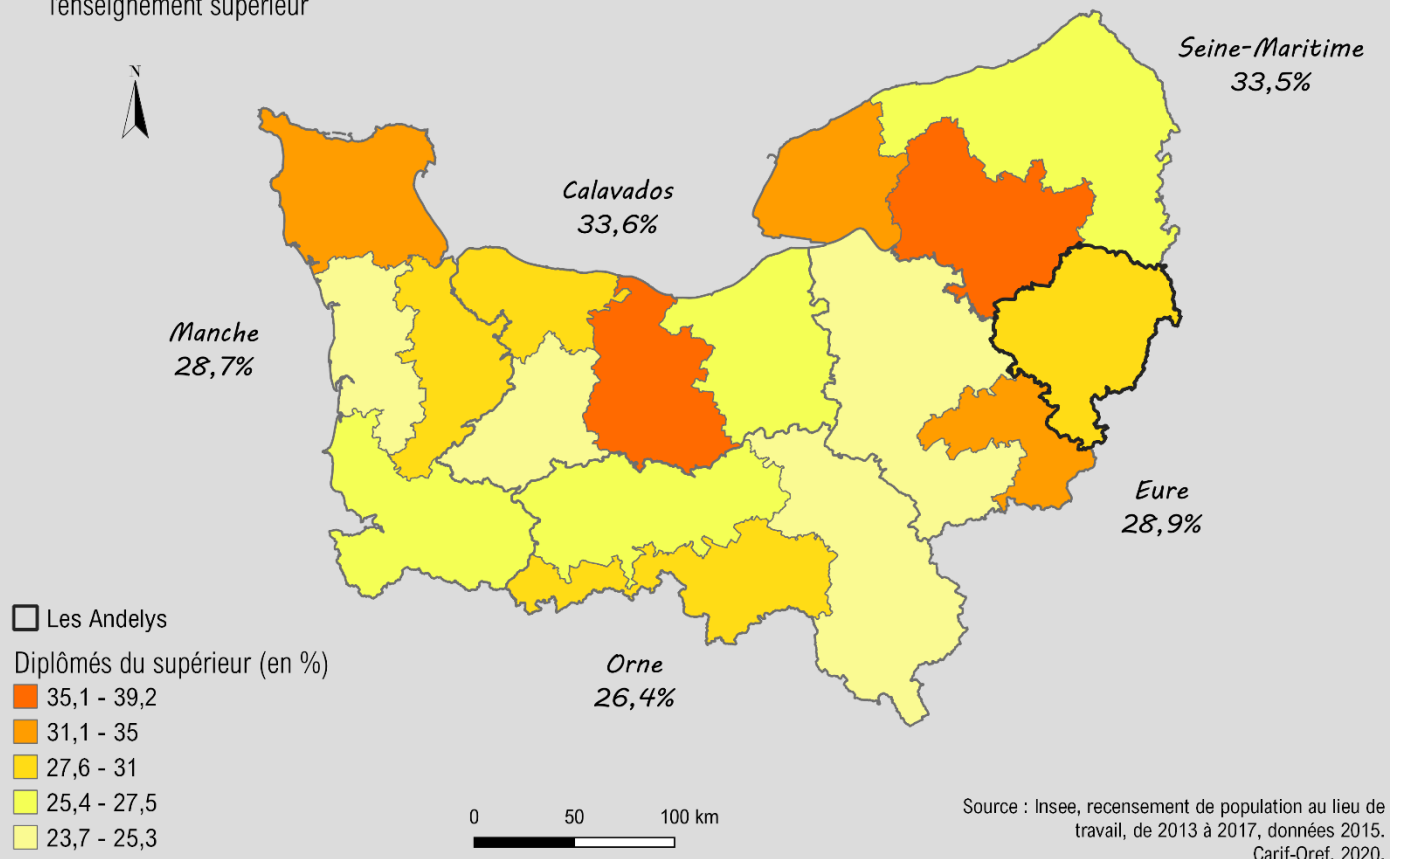 l'enseignement supérieur
N
Seine-Maritime
33,5%
Calavados
33,6%
Manche
28,7%
Eure
28,9%
Orne
26,4%
Les Andelys
Diplômés du supérieur (en %)
35,1 - 39,2
31,1 - 35
27,6 - 31
25,4 - 27,5
23,7 - 25,3
0 50 100 km
Source : Insee, recensement de population au lieu de
travail, de 2013 à 2017, données 2015.
Carif-Oref, 2020.